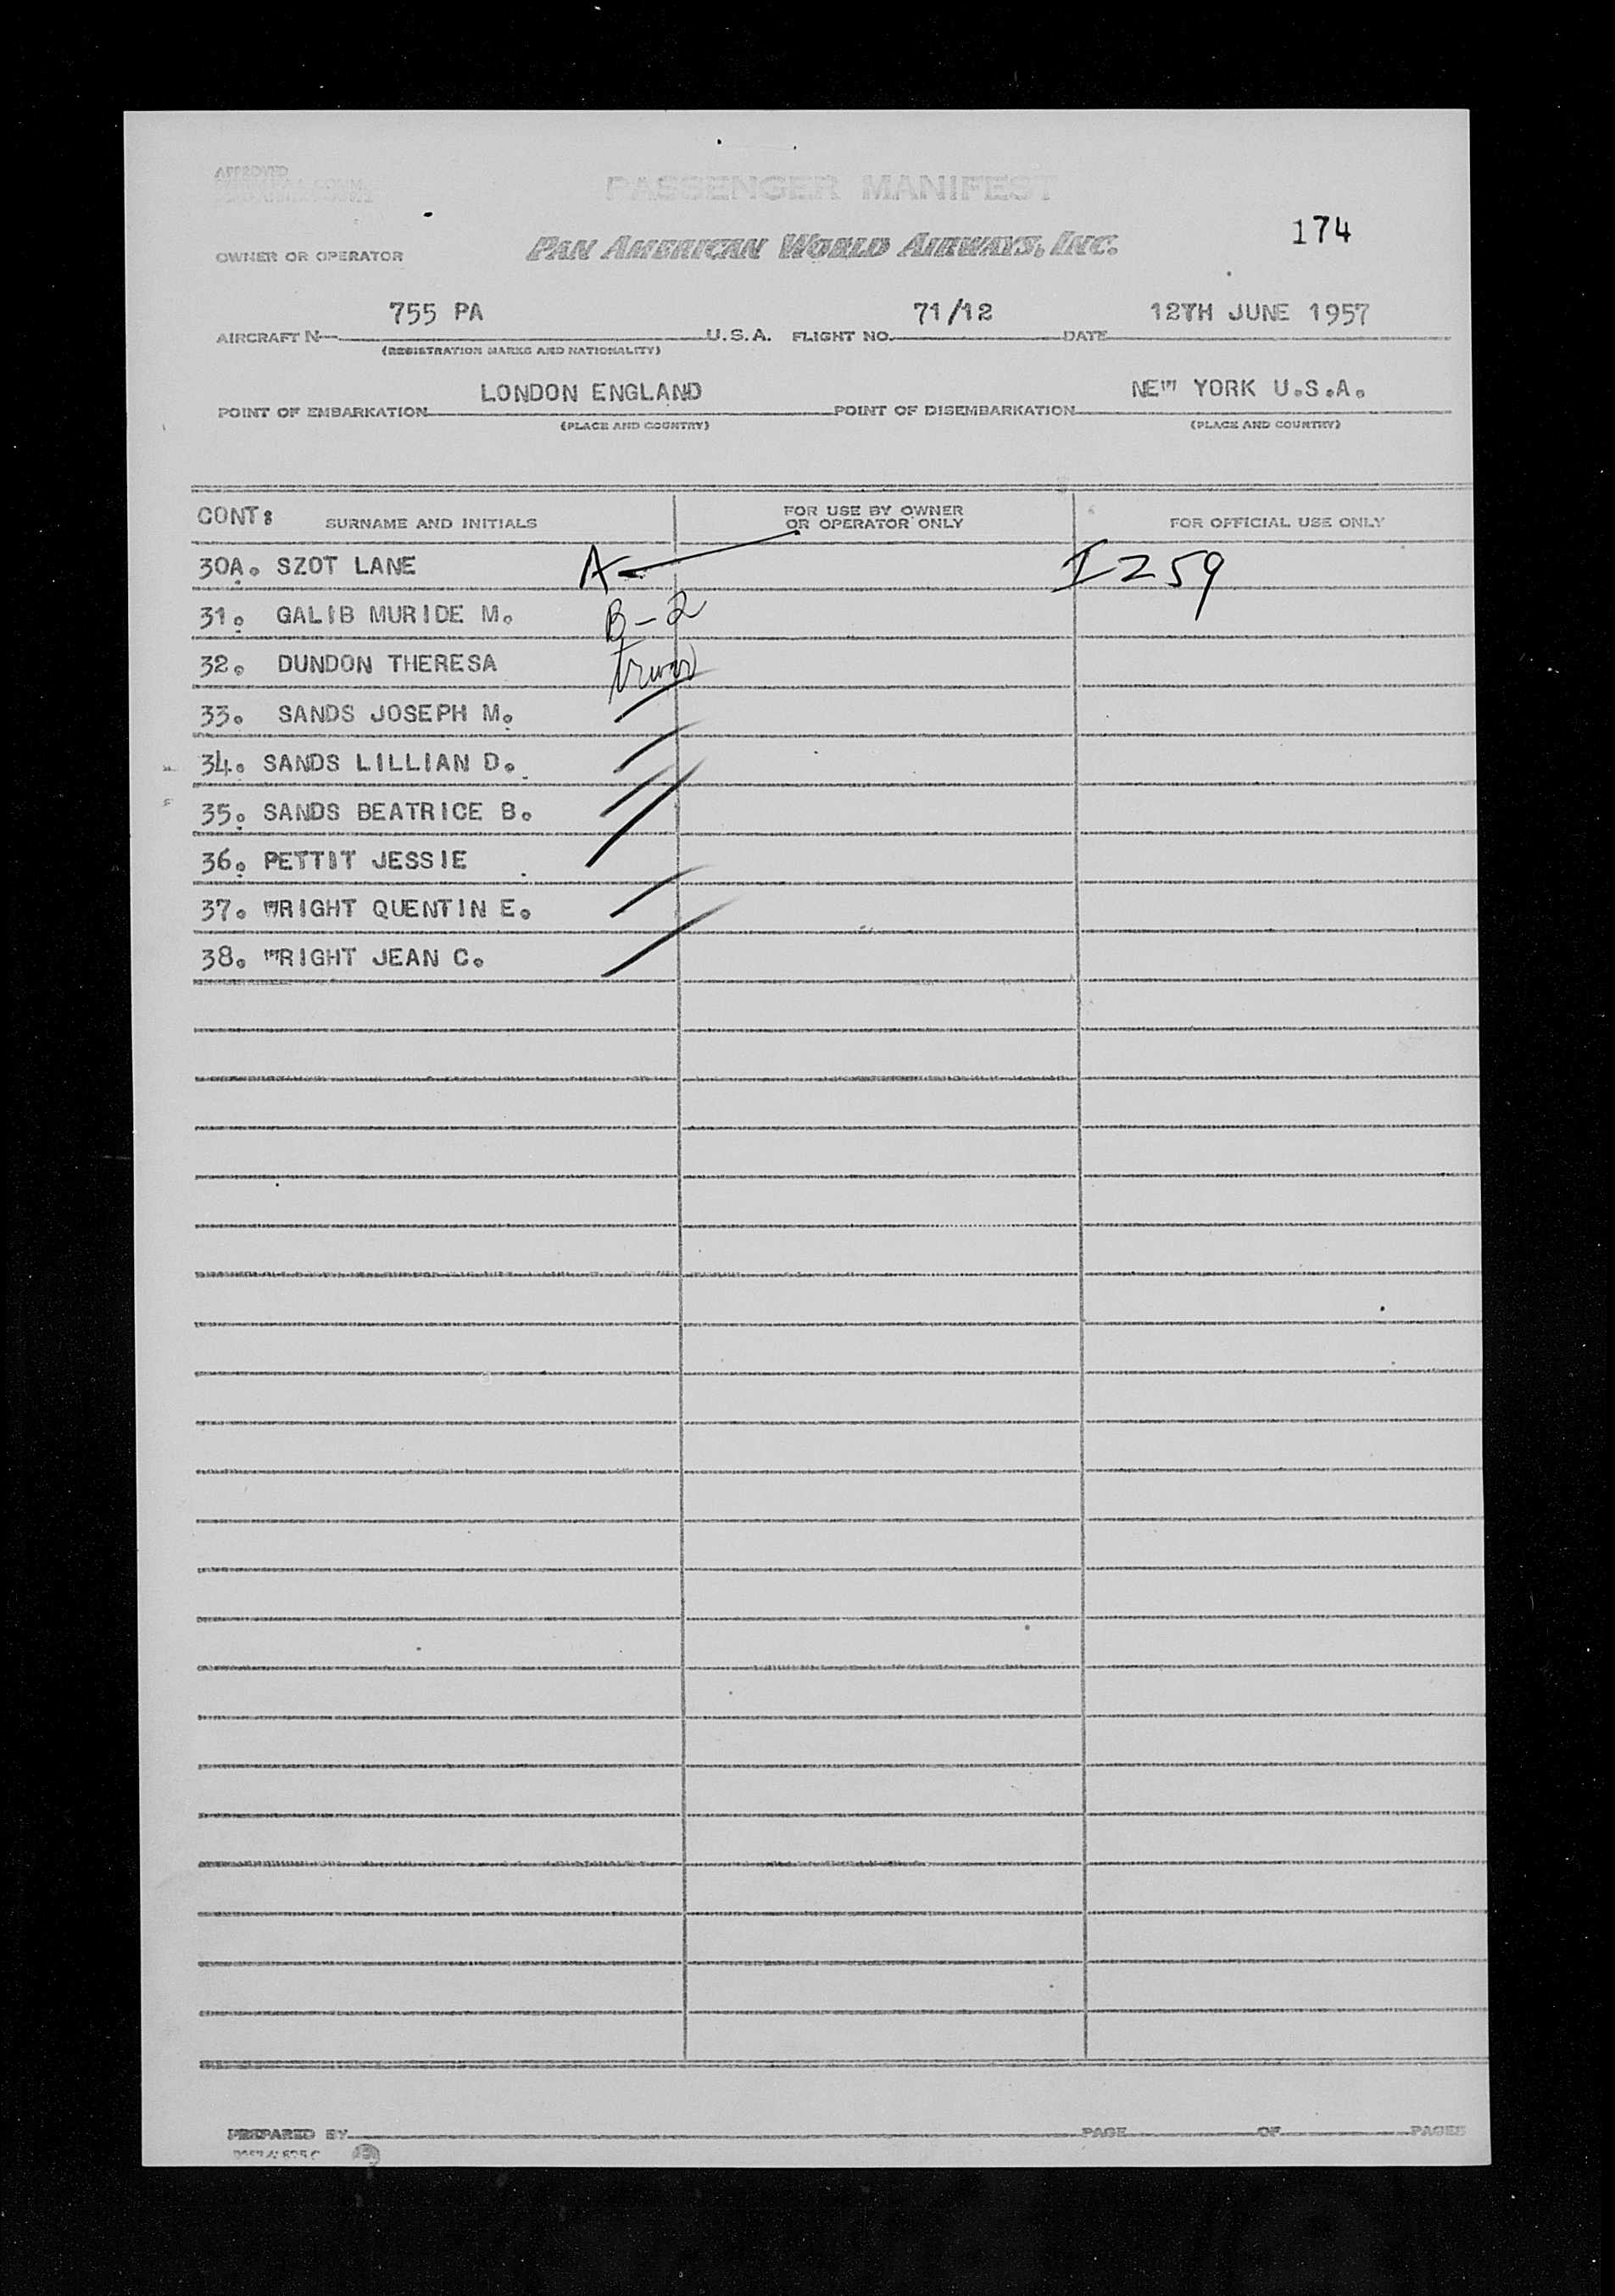 APPROVED
PASSENGER MANIFEST
174
OWNER OR OPERATOR
PAN AMERICAN WORLD AIRWAYS, INC.
755 PA 71/12 12TH JUNE 1957
AIRCRAFT N U.S.A. FLIGHT NO. DATE
(REGISTRATION MARKS AND NATIONALITY)
LONDON ENGLAND NEW YORK U.S.A.
POINT OF EMBARKATION POINT OF DISEMBARKATION
(PLACE AND COUNTRY) (PLACE AND COUNTRY)
CONT: SURNAME AND INITIALS FOR USE BY OWNER OR OPERATOR ONLY FOR OFFICIAL USE ONLY
30A. SZOT LANE A I259
31. GALIB MURIDE M. B-2
32. DUNDON THERESA
33. SANDS JOSEPH M.
34. SANDS LILLIAN D.
35. SANDS BEATRICE B.
36. PETTIT JESSIE
37. WRIGHT QUENTIN E.
38. WRIGHT JEAN C.
PREPARED BY PAGE OF PAGES